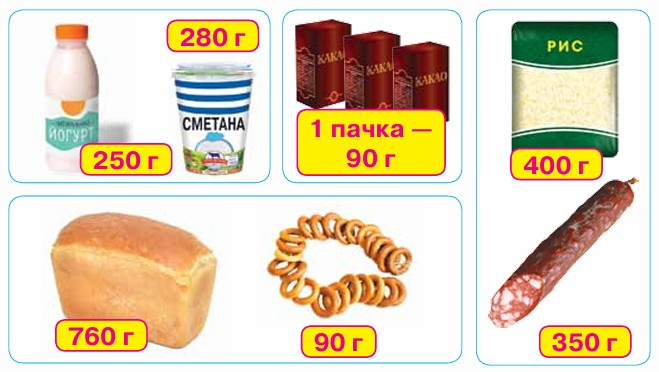 ЙОГУРТ
250 г
280 г
СМЕТАНА
КАКАО
КАКАО
КАКАО
1 пачка —
90 г
РИС
400 г
760 г
90 г
350 г